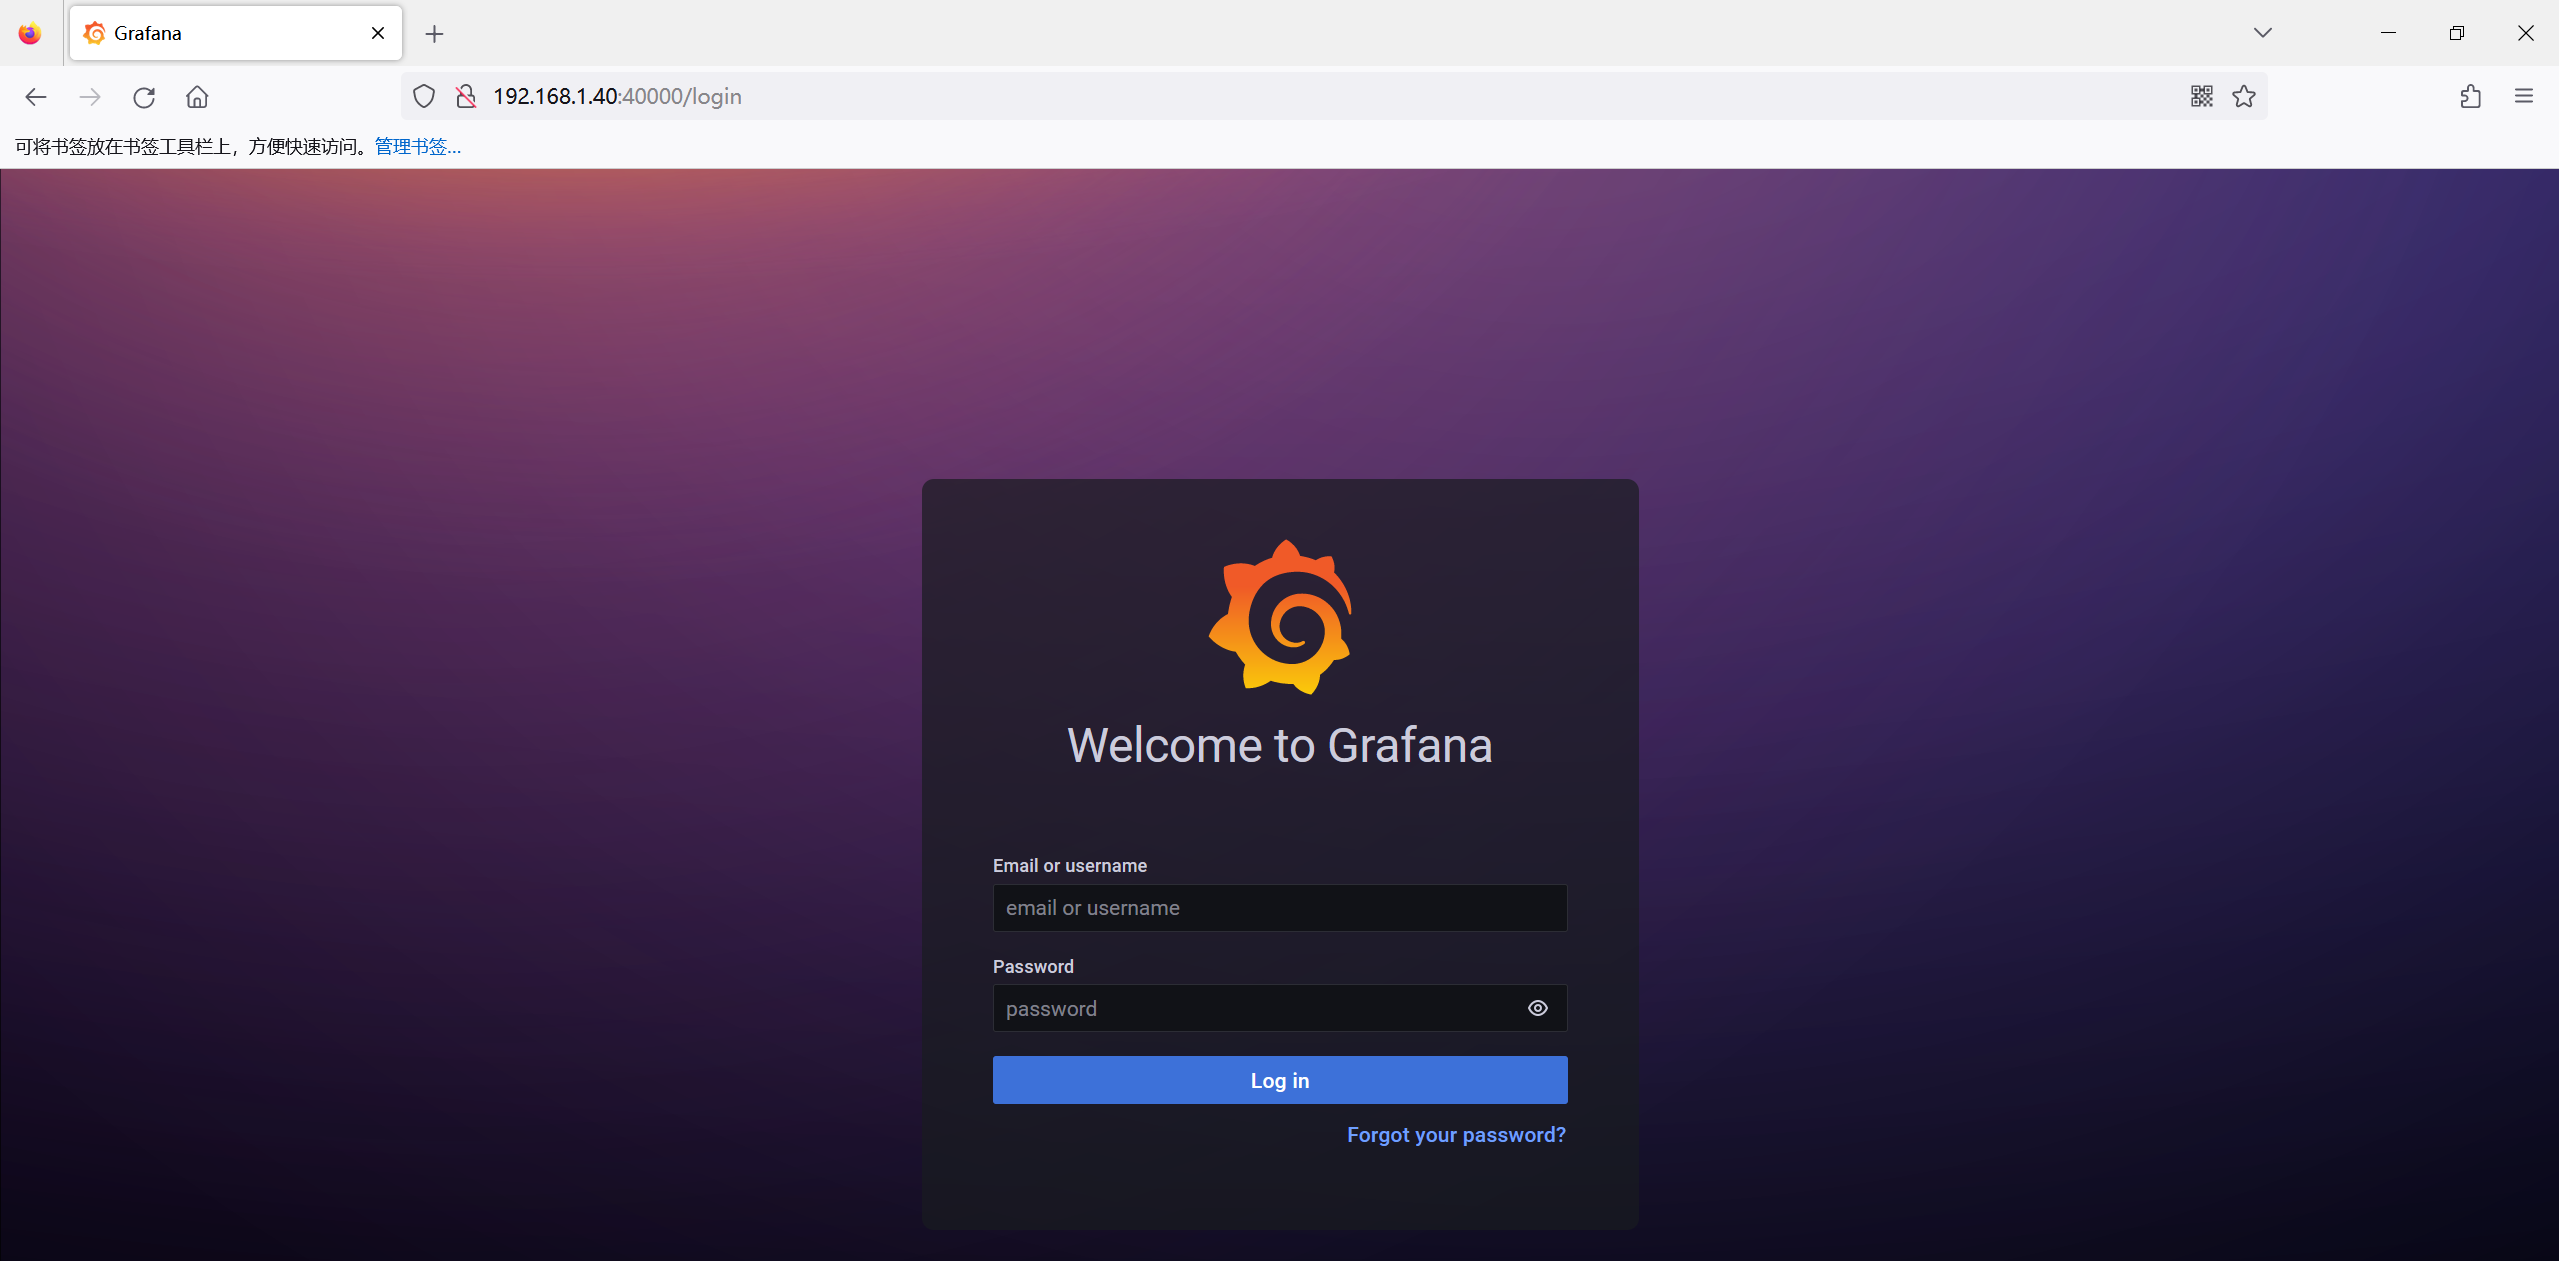 Grafana
192.168.1.40:40000/login
可将书签放在书签工具栏上，方便快速访问。管理书签...
Welcome to Grafana
Email or username
email or username
Password
password
Log in
Forgot your password?